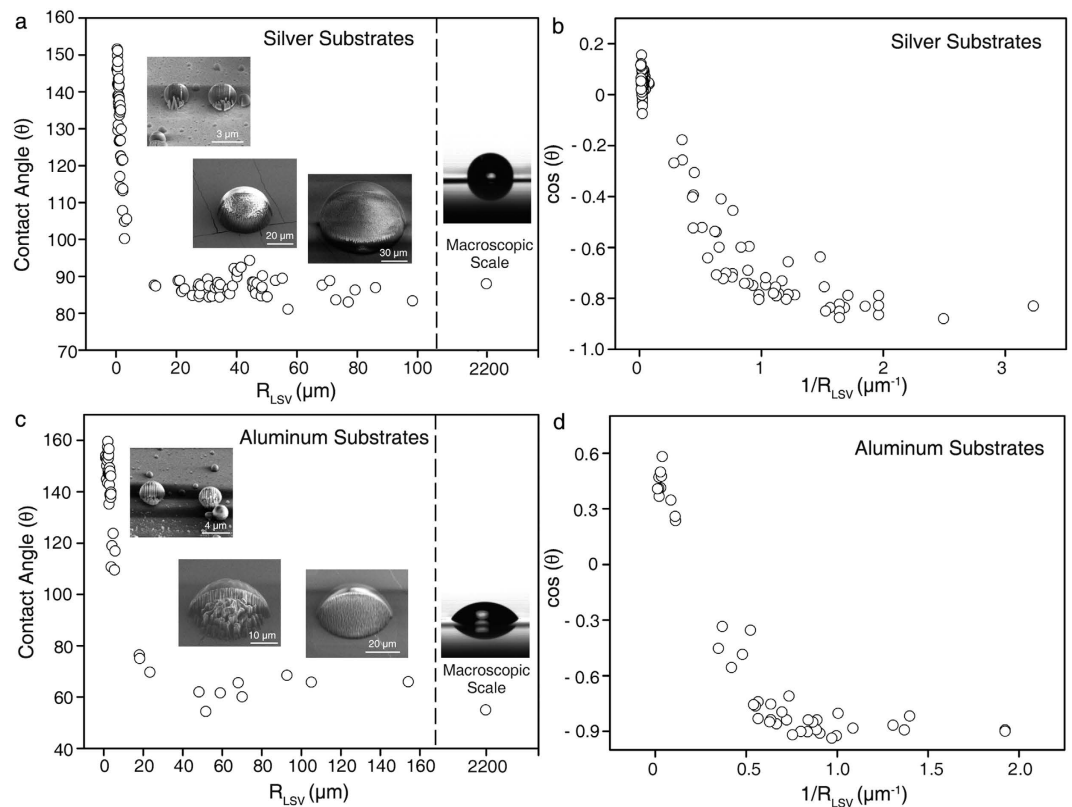 a
Silver Substrates
160
150
140
130
120
110
100
90
80
70
Contact Angle (θ)
3 µm
20 µm
30 µm
Macroscopic
Scale
0
20
40
60
80
100
2200
R_LSV (µm)
b
Silver Substrates
0.2
0
- 0.2
- 0.4
- 0.6
- 0.8
- 1.0
cos (θ)
0
1
2
3
1/R_LSV (µm⁻¹)
c
Aluminum Substrates
160
140
120
100
80
60
40
Contact Angle (θ)
4 µm
10 µm
20 µm
Macroscopic
Scale
0
20
40
60
80
100
120
140
160
2200
R_LSV (µm)
d
Aluminum Substrates
0.6
0.3
0
- 0.3
- 0.6
- 0.9
cos (θ)
0
0.5
1.0
1.5
2.0
1/R_LSV (µm⁻¹)